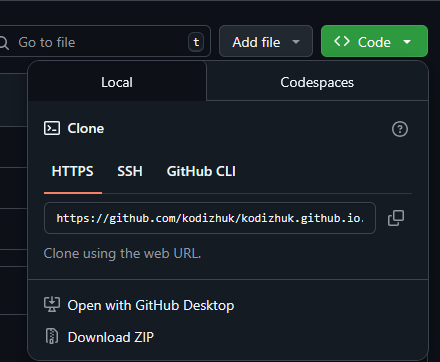 Go to file
t
Add file
Code
Local
Codespaces
Clone
HTTPS
SSH
GitHub CLI
https://github.com/kodizhuk/kodizhuk.github.io.
Clone using the web URL.
Open with GitHub Desktop
Download ZIP